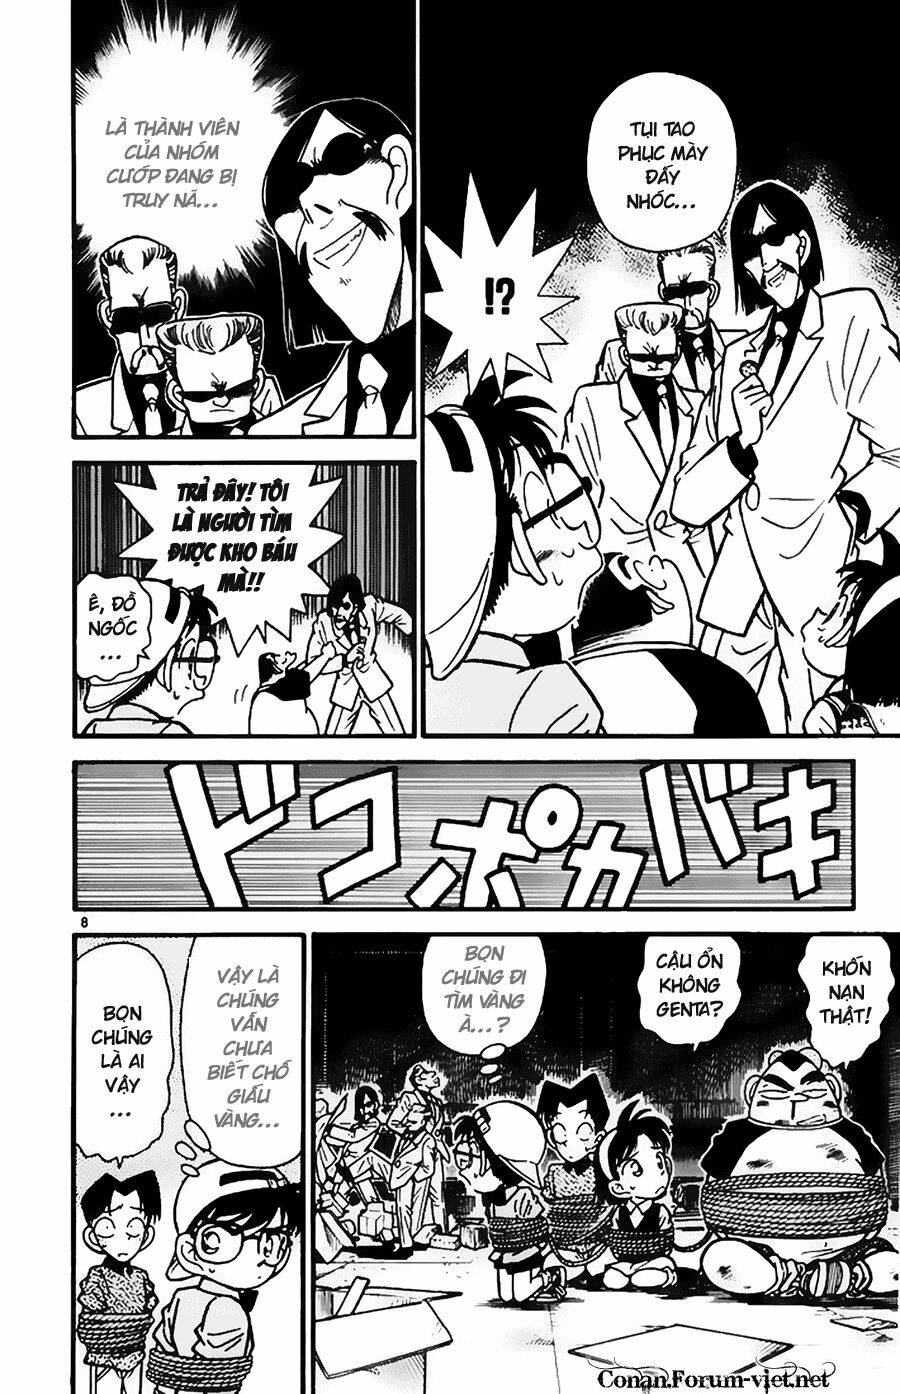 TỤI TAO
PHỤC MÀY
ĐẤY
NHÓC...
!?
LÀ THÀNH VIÊN
CỦA NHÓM
CƯỚP ĐANG BỊ
TRUY NÃ...
TRẢ ĐÂY! TÔI
LÀ NGƯỜI TÌM
ĐƯỢC KHO BÁU
MÀ!!
Ê, ĐỒ
NGỐC
...
ドコポカバキ
8
KHỐN
NẠN
THẬT!
CẬU ỔN
KHÔNG
GENTA?
BỌN
CHÚNG ĐI
TÌM VÀNG
À...?
VẬY LÀ
CHÚNG
VẪN
CHƯA
BIẾT CHỖ
GIẤU
VÀNG...
BỌN
CHÚNG
LÀ AI
VẬY
...
Conan.Forum-viet.net